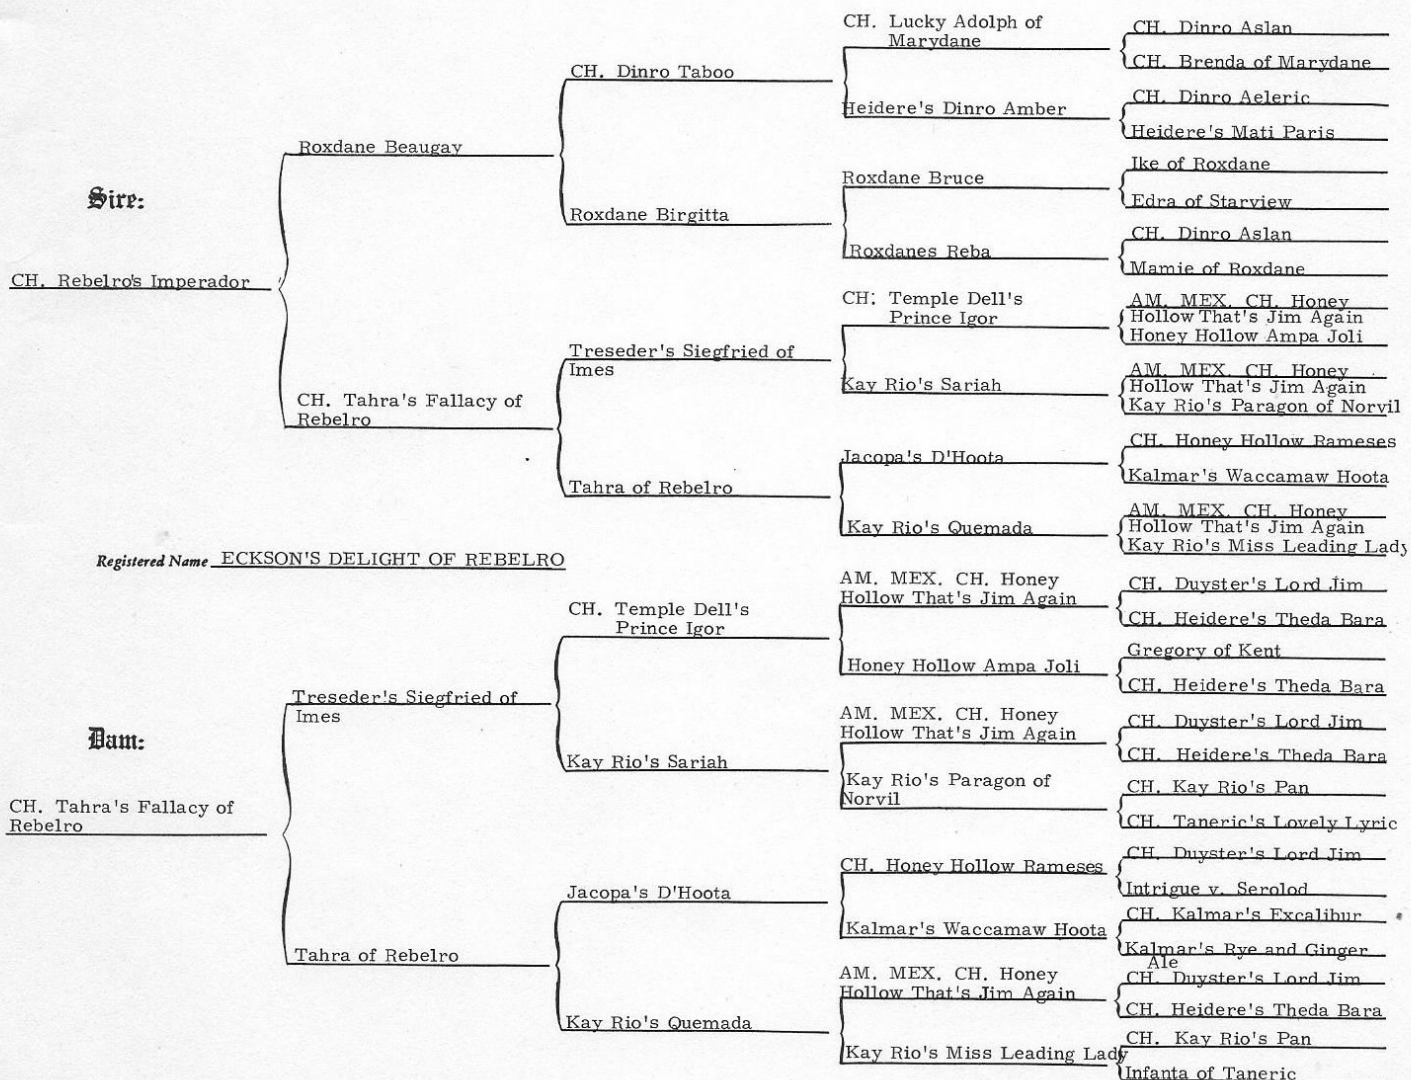 CH. Lucky Adolph of
Marydane
CH. Dinro Aslan
CH. Brenda of Marydane
CH. Dinro Taboo
Heidere's Dinro Amber
CH. Dinro Aeleric
Heidere's Mati Paris
Roxdane Beaugay
Sire:
Roxdane Bruce
Ike of Roxdane
Edra of Starview
Roxdane Birgitta
Roxdanes Reba
CH. Dinro Aslan
Mamie of Roxdane
CH. Rebelro's Imperador
CH. Temple Dell's
Prince Igor
AM. MEX. CH. Honey
Hollow That's Jim Again
Honey Hollow Ampa Joli
Treseder's Siegfried of
Imes
Kay Rio's Sariah
AM. MEX. CH. Honey
Hollow That's Jim Again
Kay Rio's Paragon of Norvil
CH. Tahra's Fallacy of
Rebelro
Jacopa's D'Hoota
CH. Honey Hollow Rameses
Kalmar's Waccamaw Hoota
Tahra of Rebelro
Kay Rio's Quemada
AM. MEX. CH. Honey
Hollow That's Jim Again
Kay Rio's Miss Leading Lady
Registered Name ECKSON'S DELIGHT OF REBELRO
AM. MEX. CH. Honey
Hollow That's Jim Again
CH. Duyster's Lord Jim
CH. Heidere's Theda Bara
CH. Temple Dell's
Prince Igor
Honey Hollow Ampa Joli
Gregory of Kent
CH. Heidere's Theda Bara
Treseder's Siegfried of
Imes
AM. MEX. CH. Honey
Hollow That's Jim Again
CH. Duyster's Lord Jim
CH. Heidere's Theda Bara
Dam:
Kay Rio's Sariah
Kay Rio's Paragon of
Norvil
CH. Kay Rio's Pan
CH. Taneric's Lovely Lyric
CH. Tahra's Fallacy of
Rebelro
CH. Honey Hollow Rameses
CH. Duyster's Lord Jim
Intrigue v. Serolod
Jacopa's D'Hoota
Kalmar's Waccamaw Hoota
CH. Kalmar's Excalibur
Kalmar's Rye and Ginger
Ale
Tahra of Rebelro
AM. MEX. CH. Honey
Hollow That's Jim Again
CH. Duyster's Lord Jim
CH. Heidere's Theda Bara
Kay Rio's Quemada
Kay Rio's Miss Leading Lady
CH. Kay Rio's Pan
Infanta of Taneric